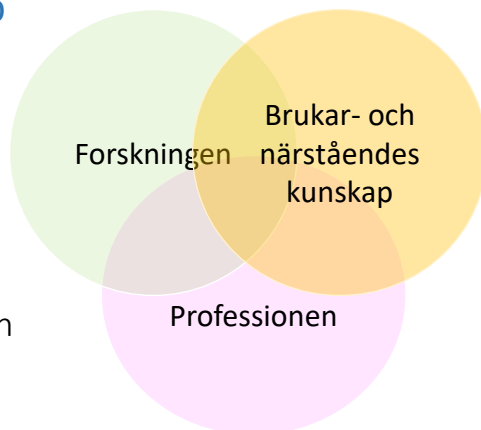 Forskningen
Brukar- och
närståendes
kunskap
Professionen